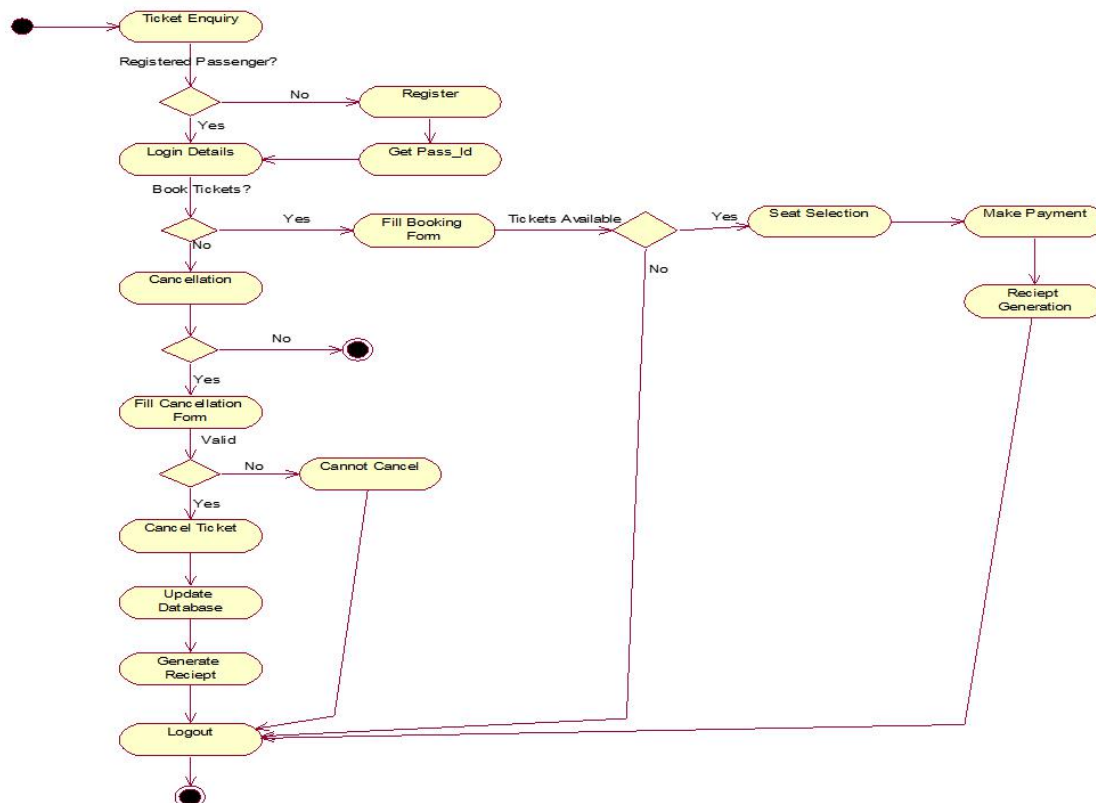 Ticket Enquiry
Registered Passenger?
No
Register
Yes
Login Details
Get Pass_Id
Book Tickets?
Yes
Fill Booking
Form
Tickets Available
Yes
Seat Selection
Make Payment
No
No
Cancellation
Reciept
Generation
No
Yes
Fill Cancellation
Form
Valid
No
Cannot Cancel
Yes
Cancel Ticket
Update
Database
Generate
Reciept
Logout